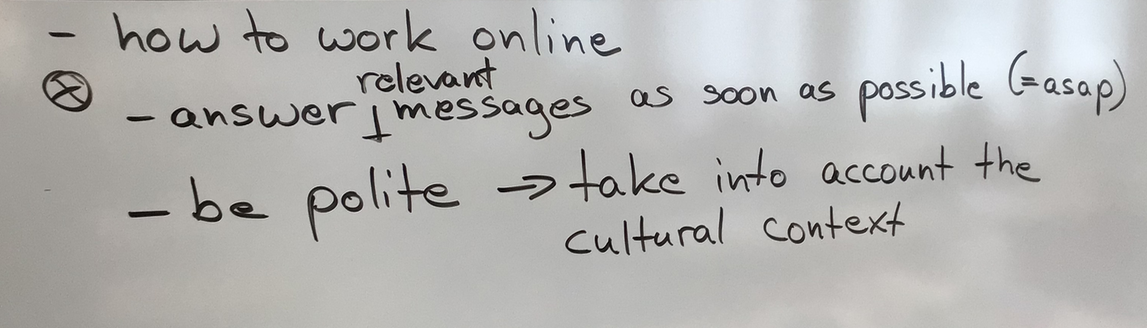 - how to work online
relevant
⊗ - answer messages as soon as possible (=asap)
- be polite → take into account the
cultural context